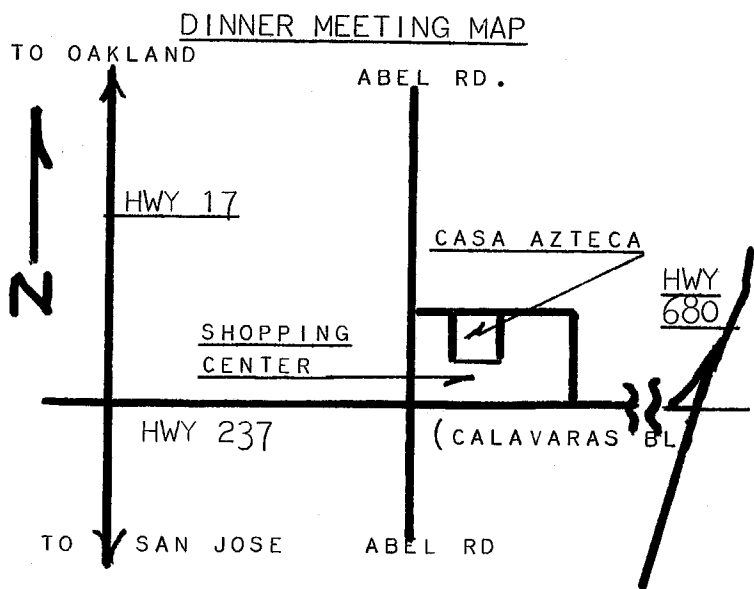 DINNER MEETING MAP
TO OAKLAND
ABEL RD.
N
HWY 17
CASA AZTECA
HWY
680
SHOPPING
CENTER
HWY 237
(CALAVARAS BL
TO SAN JOSE
ABEL RD